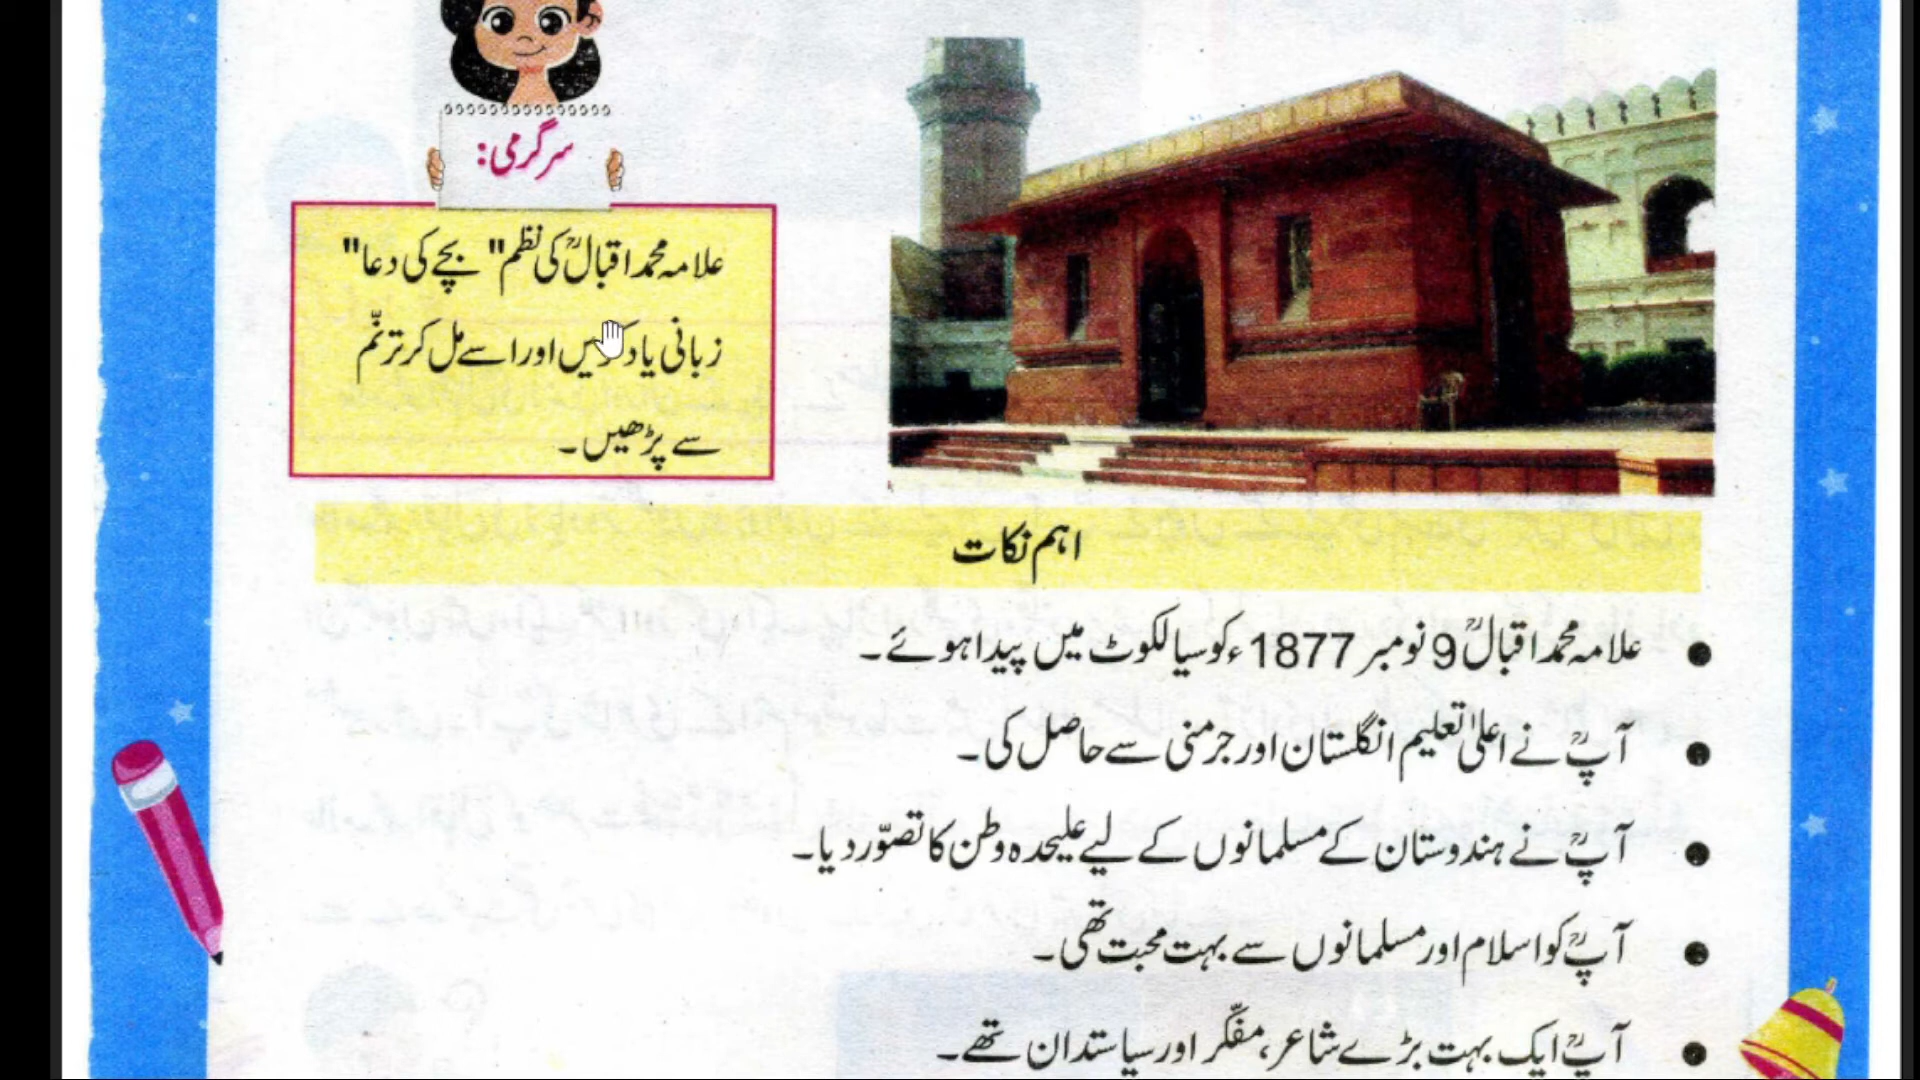 سرگرمی:
علامہ محمد اقبالؒ کی نظم "بچے کی دعا"
زبانی یاد کریں اور اسے مل کر ترنّم
سے پڑھیں۔
اہم نکات
● علامہ محمد اقبالؒ 9 نومبر 1877ء کو سیالکوٹ میں پیدا ہوئے۔
● آپؒ نے اعلیٰ تعلیم انگلستان اور جرمنی سے حاصل کی۔
● آپؒ نے ہندوستان کے مسلمانوں کے لیے علیحدہ وطن کا تصوّر دیا۔
● آپؒ کو اسلام اور مسلمانوں سے بہت محبت تھی۔
● آپؒ ایک بہت بڑے شاعر، مفکّر اور سیاستدان تھے۔